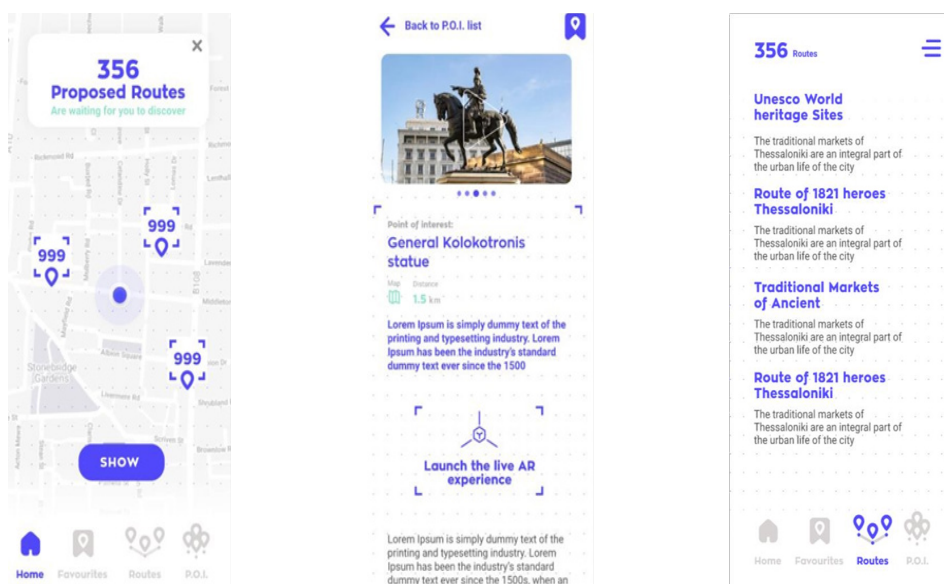 X
356
Proposed Routes
Are waiting for you to discover
Richmond Rd
999
999
Albion Square
Stonebridge
Gardens
999
Livermere Rd
Middleton
SHOW
Home Favourites Routes P.O.I.
Back to P.O.I. list
Point of interest:
General Kolokotronis
statue
Map Distance
1.5 km
Lorem Ipsum is simply dummy text of the
printing and typesetting industry. Lorem
Ipsum has been the industry's standard
dummy text ever since the 1500
Launch the live AR
experience
Lorem Ipsum is simply dummy text of the
printing and typesetting industry. Lorem
Ipsum has been the industry's standard
dummy text ever since the 1500s, when an
356 Routes
Unesco World
heritage Sites
The traditional markets of
Thessaloniki are an integral part of
the urban life of the city
Route of 1821 heroes
Thessaloniki
The traditional markets of
Thessaloniki are an integral part of
the urban life of the city
Traditional Markets
of Ancient
The traditional markets of
Thessaloniki are an integral part of
the urban life of the city
Route of 1821 heroes
Thessaloniki
The traditional markets of
Thessaloniki are an integral part of
the urban life of the city
Home Favourites Routes P.O.I.